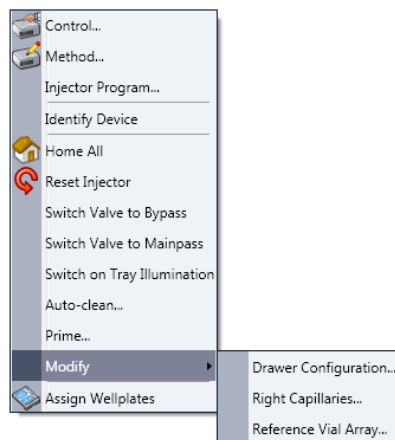 Control...
Method...
Injector Program...
Identify Device
Home All
Reset Injector
Switch Valve to Bypass
Switch Valve to Mainpass
Switch on Tray Illumination
Auto-clean...
Prime...
Modify
Drawer Configuration...
Right Capillaries...
Reference Vial Array...
Assign Wellplates